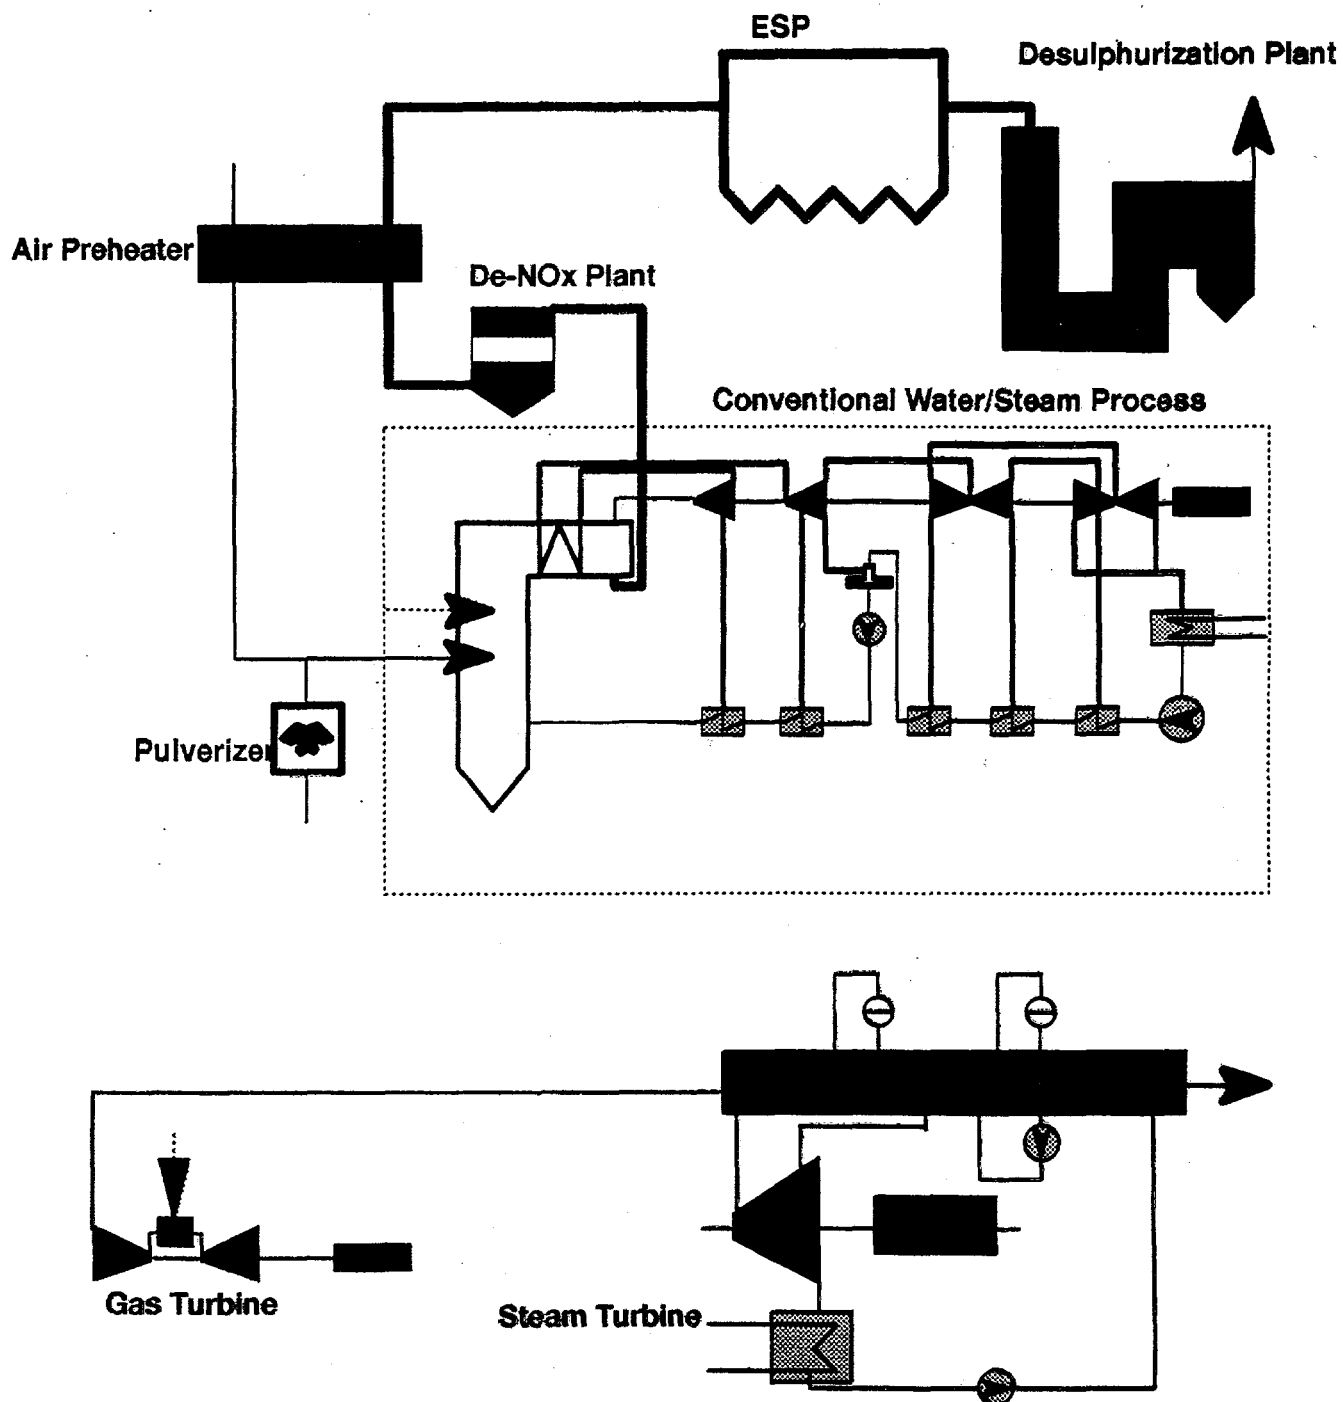 ESP
Desulphurization Plant
Air Preheater
De-NOx Plant
Conventional Water/Steam Process
Pulverizer
Gas Turbine
Steam Turbine